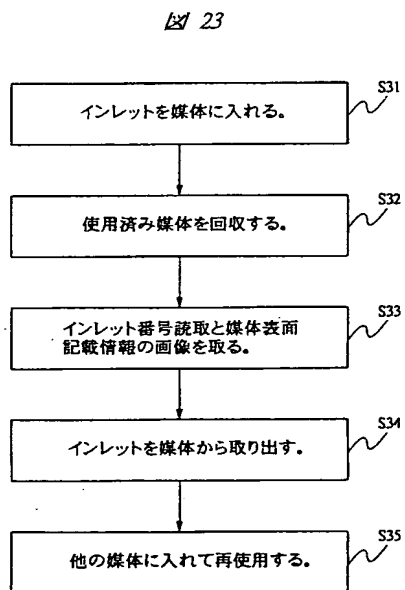 図 23
S31
インレットを媒体に入れる。
S32
使用済み媒体を回収する。
S33
インレット番号読取と媒体表面
記載情報の画像を取る。
S34
インレットを媒体から取り出す。
S35
他の媒体に入れて再使用する。